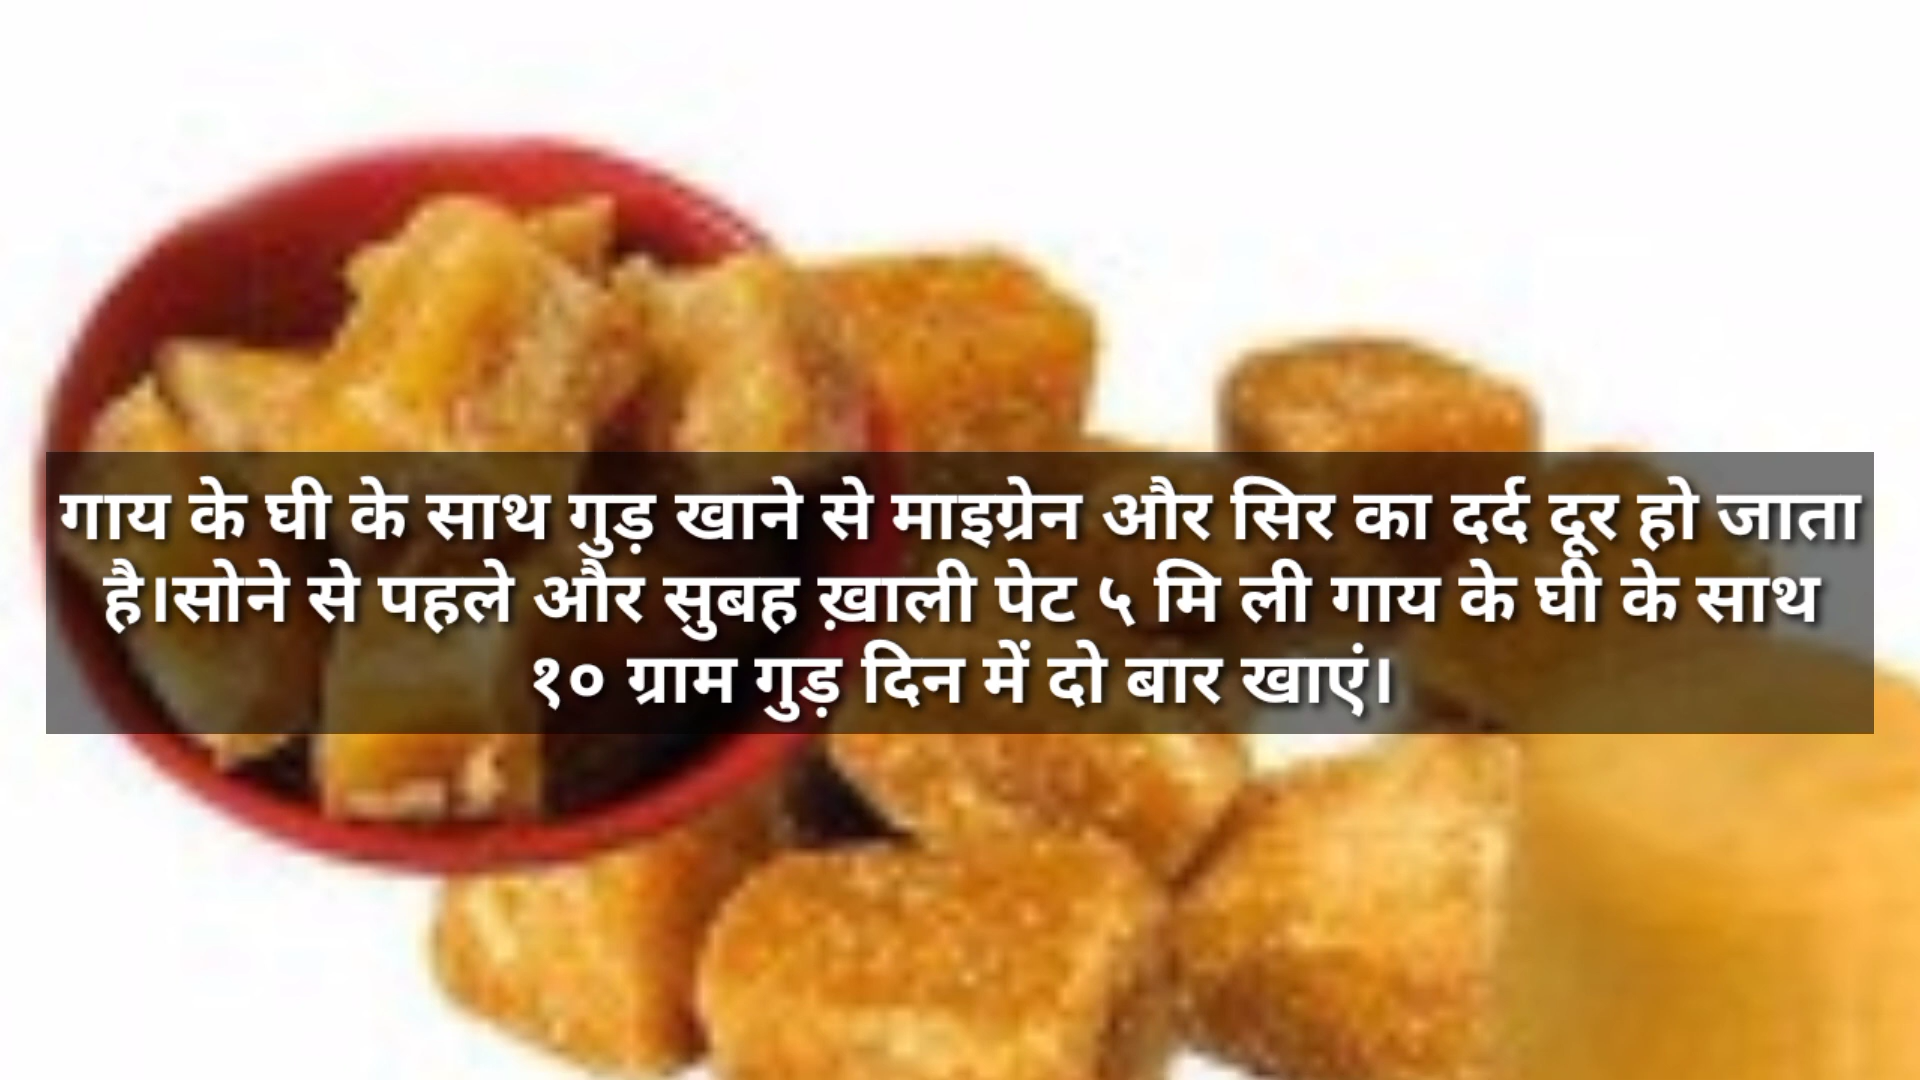 गाय के घी के साथ गुड़ खाने से माइग्रेन और सिर का दर्द दूर हो जाता
है।सोने से पहले और सुबह ख़ाली पेट ५ मि ली गाय के घी के साथ
१० ग्राम गुड़ दिन में दो बार खाएं।